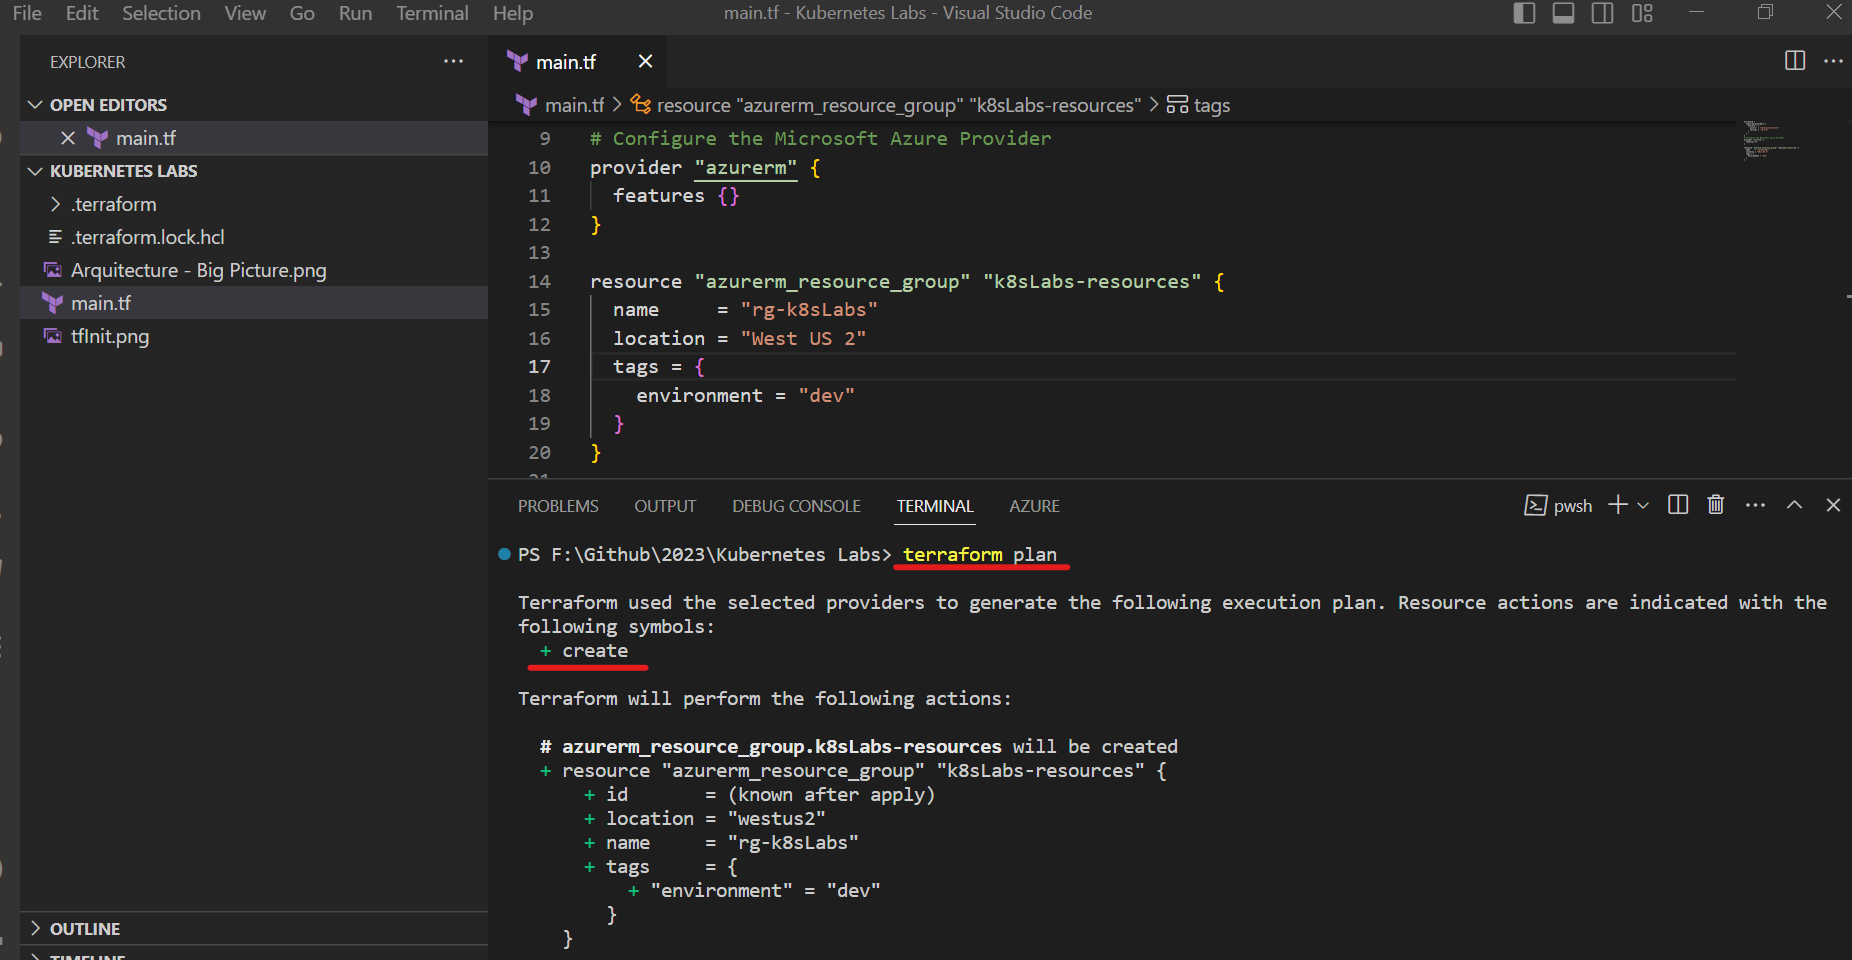 File Edit Selection View Go Run Terminal Help
main.tf - Kubernetes Labs - Visual Studio Code
EXPLORER
OPEN EDITORS
main.tf
KUBERNETES LABS
.terraform
.terraform.lock.hcl
Arquitecture - Big Picture.png
main.tf
tfInit.png
OUTLINE
TIMELINE
main.tf
main.tf > resource "azurerm_resource_group" "k8sLabs-resources" > tags
9 # Configure the Microsoft Azure Provider
10 provider "azurerm" {
11 features {}
12 }
13
14 resource "azurerm_resource_group" "k8sLabs-resources" {
15 name     = "rg-k8sLabs"
16 location = "West US 2"
17 tags = {
18 environment = "dev"
19 }
20 }
21
PROBLEMS OUTPUT DEBUG CONSOLE TERMINAL AZURE
pwsh
PS F:\Github\2023\Kubernetes Labs> terraform plan
Terraform used the selected providers to generate the following execution plan. Resource actions are indicated with the
following symbols:
+ create
Terraform will perform the following actions:
# azurerm_resource_group.k8sLabs-resources will be created
+ resource "azurerm_resource_group" "k8sLabs-resources" {
+ id       = (known after apply)
+ location = "westus2"
+ name     = "rg-k8sLabs"
+ tags     = {
+ "environment" = "dev"
}
}